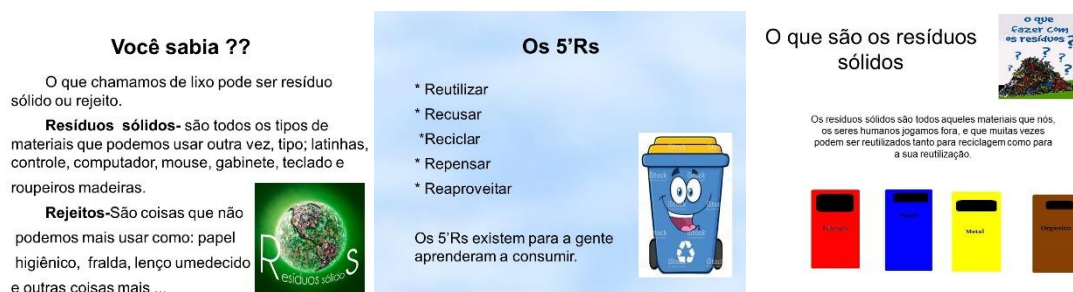 Você sabia ??
O que chamamos de lixo pode ser resíduo
sólido ou rejeito.
Resíduos sólidos- são todos os tipos de
materiais que podemos usar outra vez, tipo; latinhas,
controle, computador, mouse, gabinete, teclado e
roupeiros madeiras.
Rejeitos-São coisas que não
podemos mais usar como: papel
higiênico, fralda, lenço umedecido
e outras coisas mais ...
Resíduos sólidos
Os 5'Rs
* Reutilizar
* Recusar
*Reciclar
* Repensar
* Reaproveitar
Os 5'Rs existem para a gente
aprenderam a consumir.
iStock
O que são os resíduos
sólidos
o que
fazer com
os resíduos?
? ? ? ?
Os resíduos sólidos são todos aqueles materiais que nós,
os seres humanos jogamos fora, e que muitas vezes
podem ser reutilizados tanto para reciclagem como para
a sua reutilização.
Metal